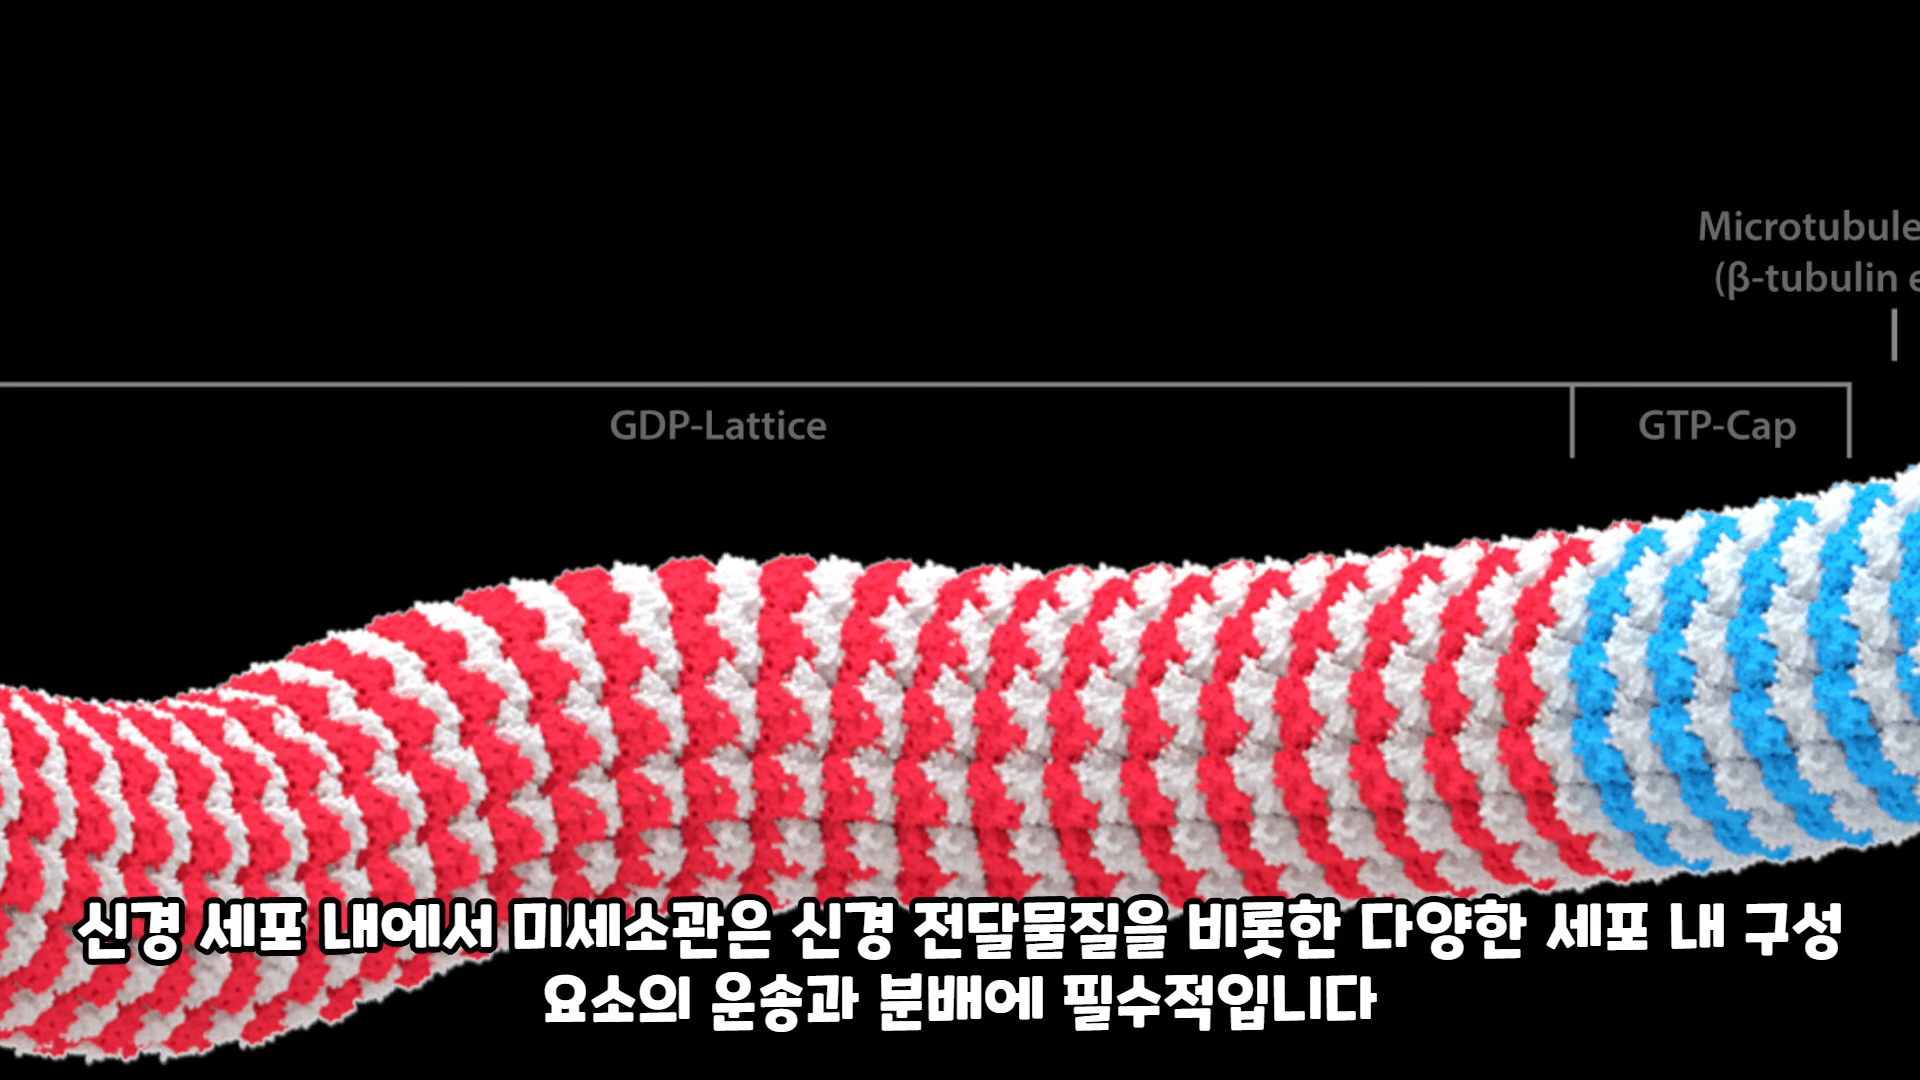 Microtubule
(β-tubulin
GDP-Lattice
GTP-Cap
신경 세포 내에서 미세소관은 신경 전달물질을 비롯한 다양한 세포 내 구성
요소의 운송과 분배에 필수적입니다